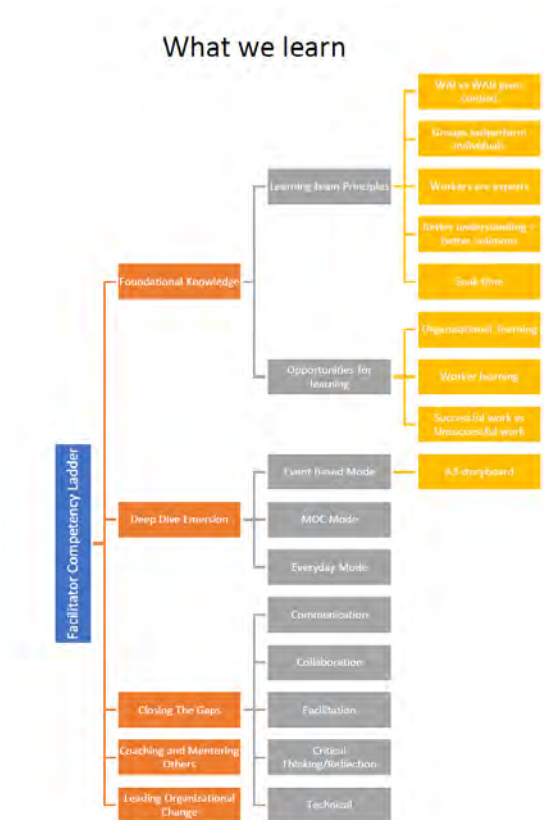 What we learn
Facilitator Competency Ladder
Foundational Knowledge
Learning Team Principles
WAI vs WAD gives
context
Groups outperform
individuals
Workers are experts
Better understanding -
better solutions
Soak time
Opportunities for
learning
Organizational learning
Worker learning
Successful work vs
Unsuccessful work
Deep Dive Emersion
Event Based Mode
A3 storyboard
MOC Mode
Everyday Mode
Closing The Gaps
Communication
Collaboration
Facilitation
Critical
Thinking/Reflection
Technical
Coaching and Mentoring
Others
Leading Organizational
Change